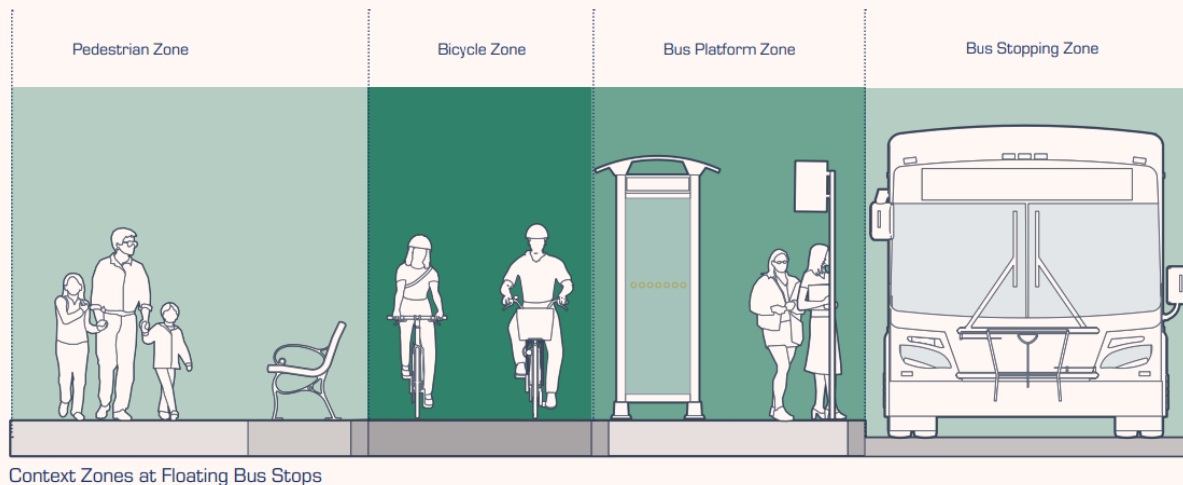 Pedestrian Zone
Bicycle Zone
Bus Platform Zone
Bus Stopping Zone
Context Zones at Floating Bus Stops